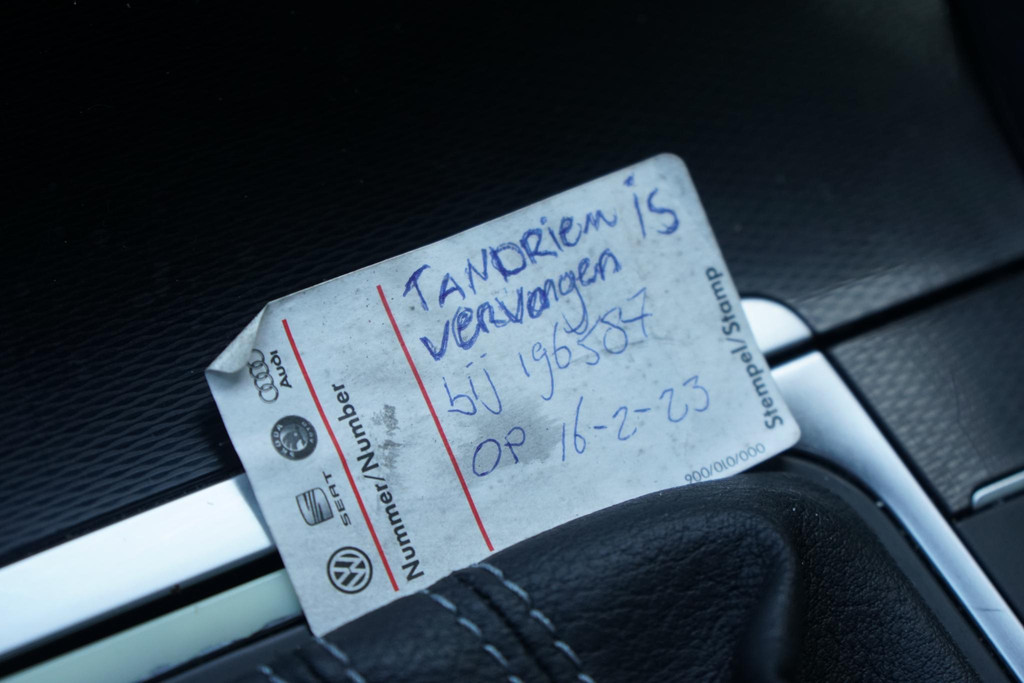 TANDRIEM IS
vervangen
bij 196587
OP 16-2-23
Stempel/Stamp
900/010/000
Nummer/Number
Audi
SEAT